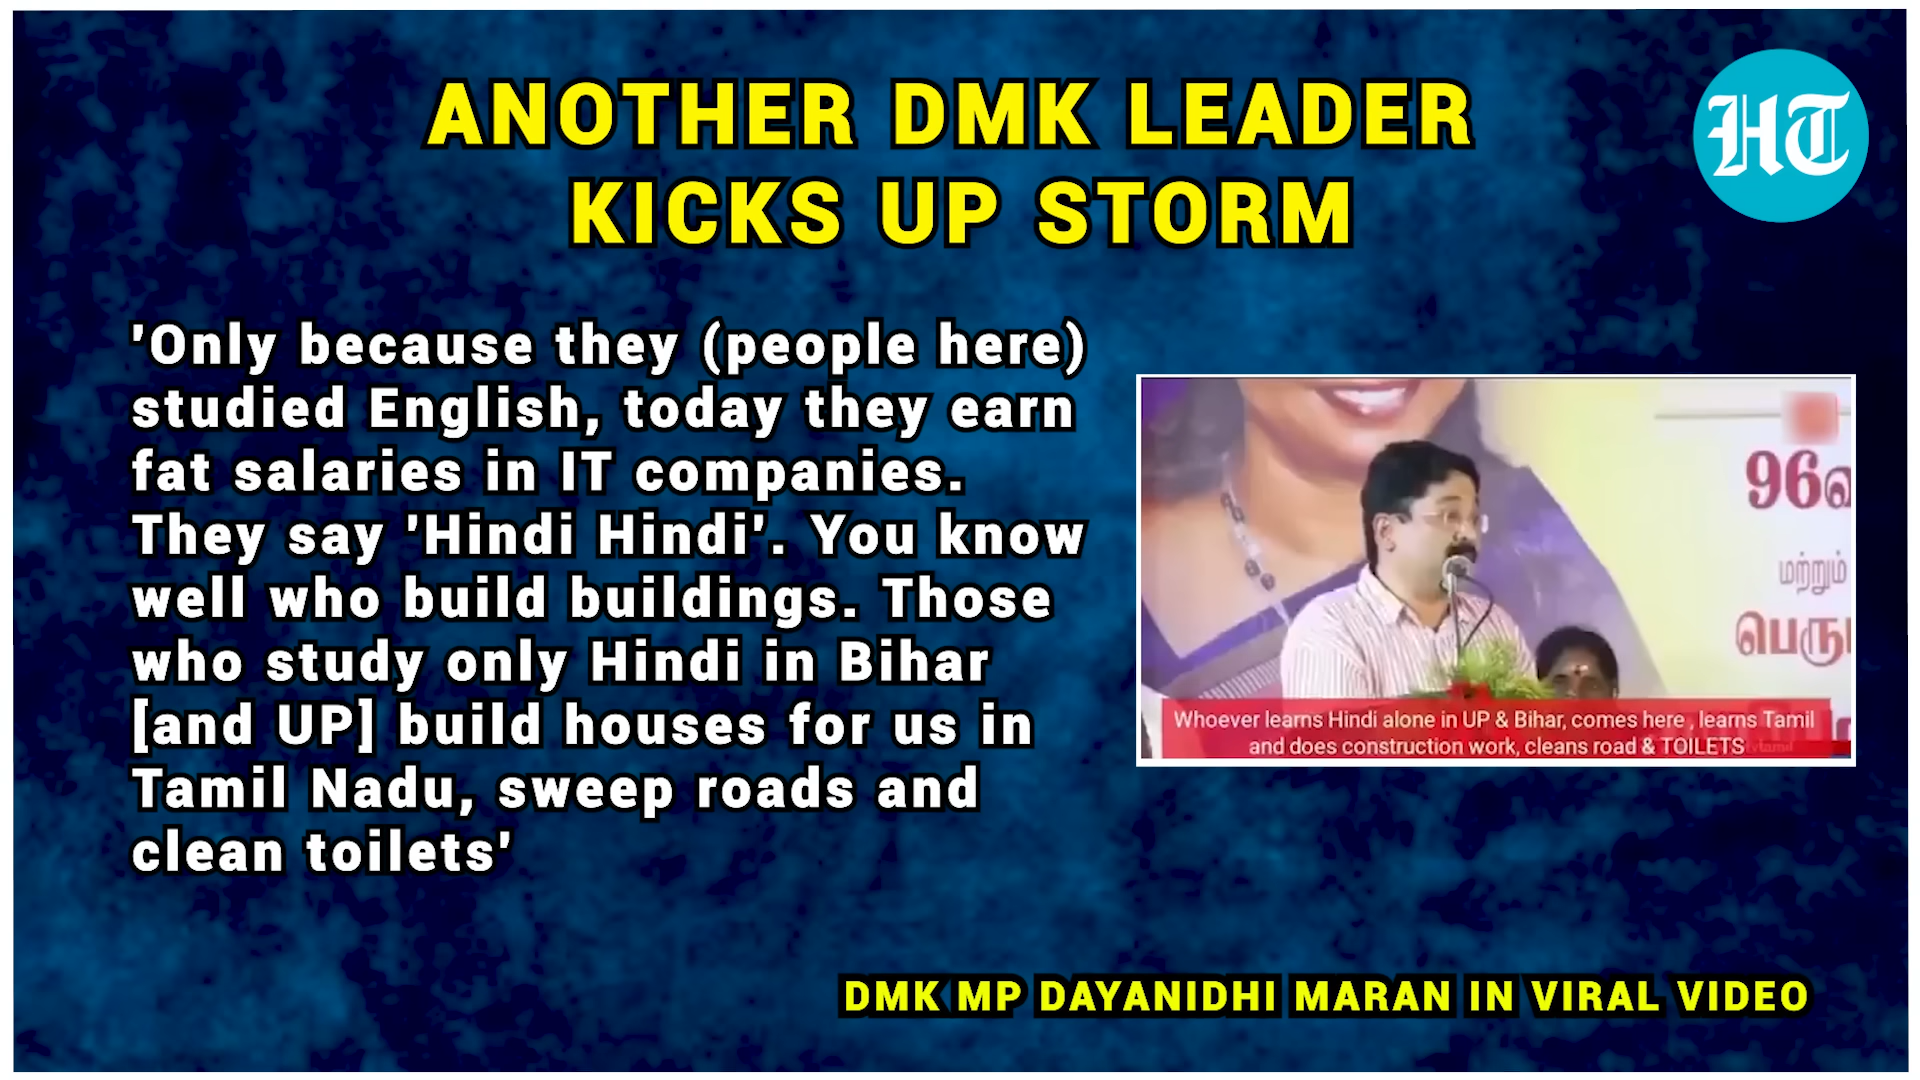 ANOTHER DMK LEADER
KICKS UP STORM
HT
'Only because they (people here)
studied English, today they earn
fat salaries in IT companies.
They say 'Hindi Hindi'. You know
well who build buildings. Those
who study only Hindi in Bihar
[and UP] build houses for us in
Tamil Nadu, sweep roads and
clean toilets'
96வ
மற்றும்
பெரு
Whoever learns Hindi alone in UP & Bihar, comes here , learns Tamil
and does construction work, cleans road & TOILETS
DMK MP DAYANIDHI MARAN IN VIRAL VIDEO